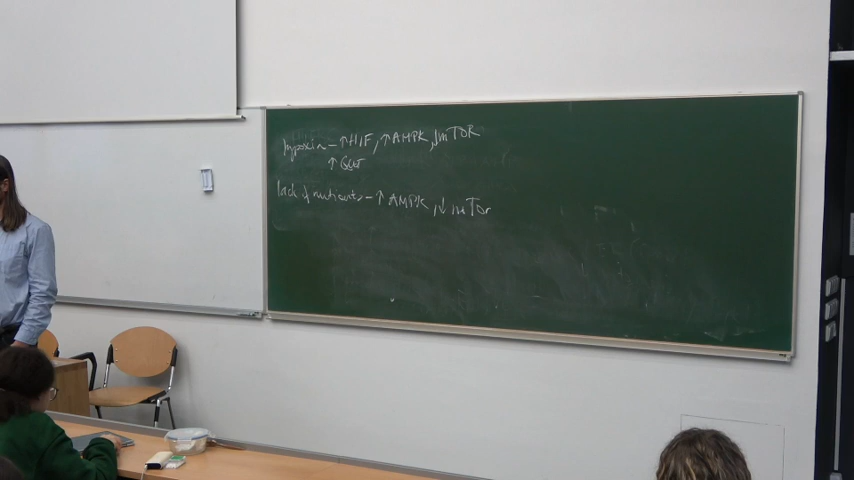 hypoxia - ↑HIF, ↑AMPK, ↓mTOR
↑ GLUT
lack of nutrients - ↑ AMPK, ↓ mTor